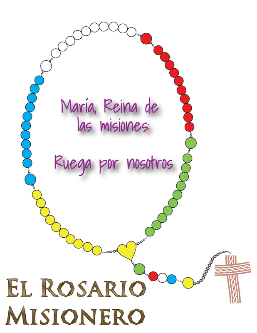 María, Reina de
las misiones:
Ruega por nosotros
El Rosario
Misionero